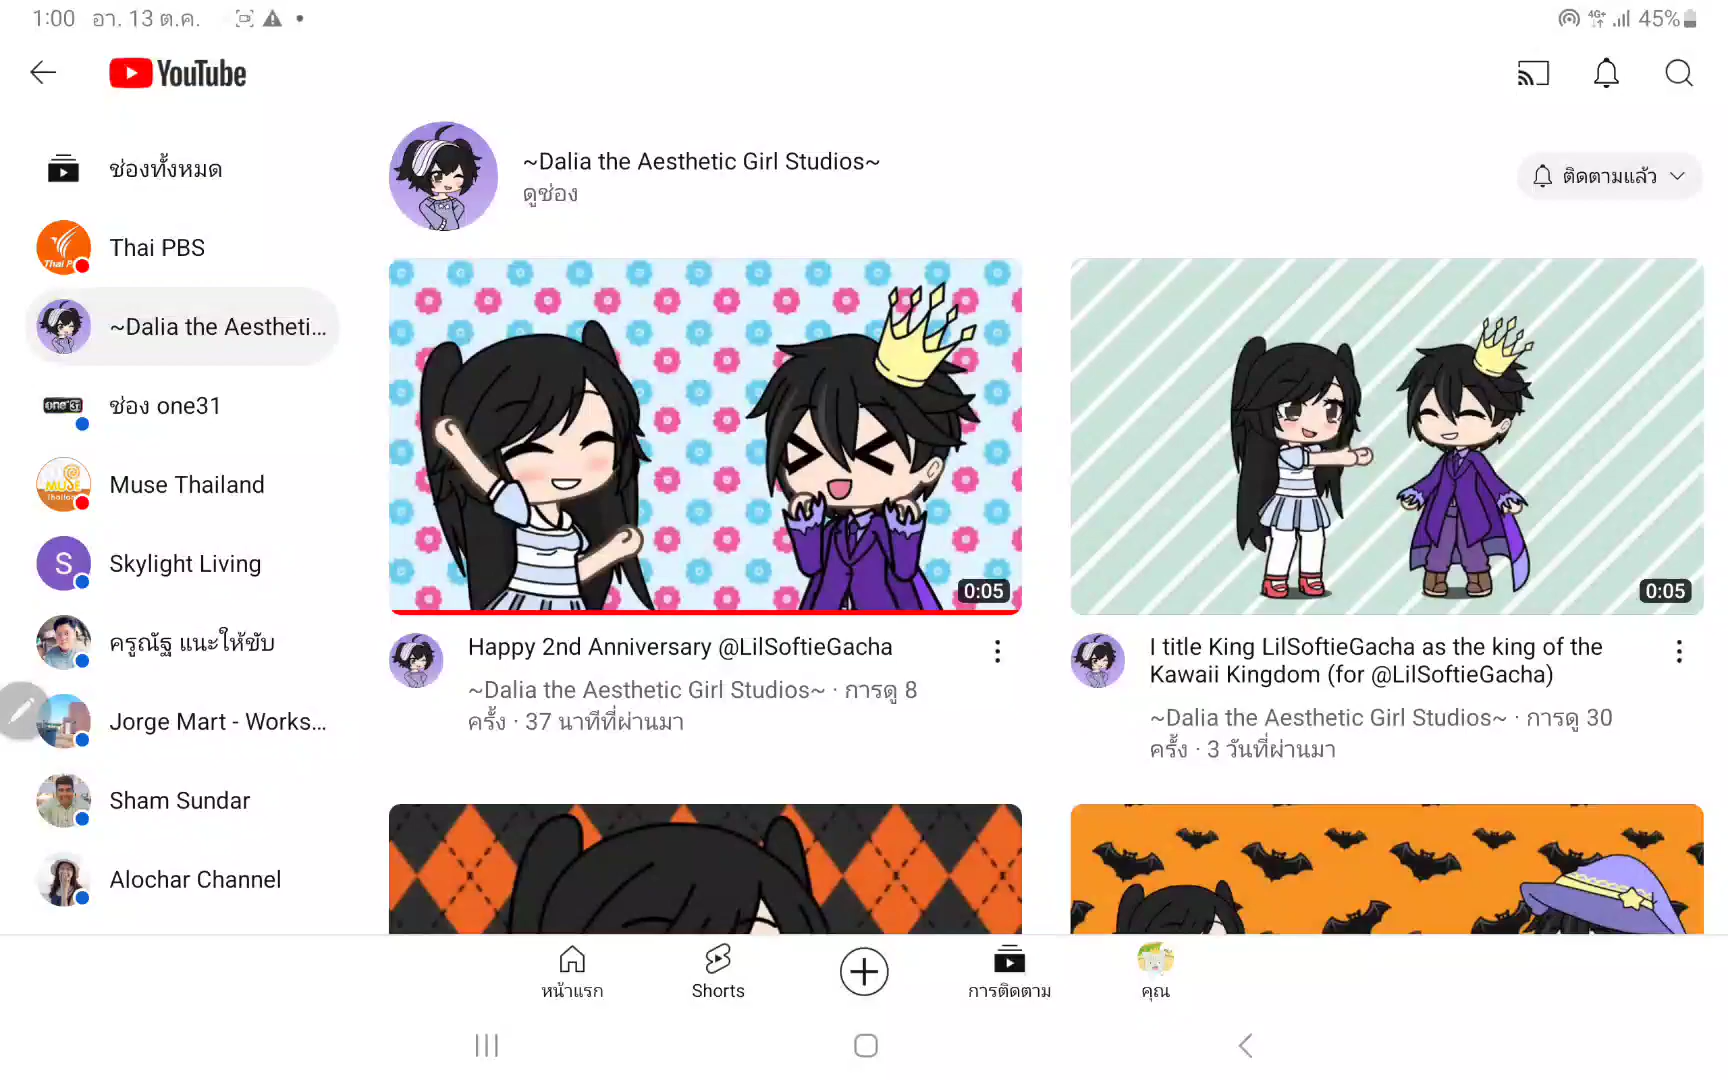 1:00 อา. 13 ต.ค.
4G+ 45%
YouTube
ช่องทั้งหมด
Thai PBS
~Dalia the Aestheti...
ช่อง one31
Muse Thailand
S Skylight Living
ครูณัฐ แนะให้ขับ
Jorge Mart - Works...
Sham Sundar
Alochar Channel
~Dalia the Aesthetic Girl Studios~
ดูช่อง
ติดตามแล้ว
0:05
Happy 2nd Anniversary @LilSoftieGacha
~Dalia the Aesthetic Girl Studios~ · การดู 8
ครั้ง · 37 นาทีที่ผ่านมา
0:05
I title King LilSoftieGacha as the king of the
Kawaii Kingdom (for @LilSoftieGacha)
~Dalia the Aesthetic Girl Studios~ · การดู 30
ครั้ง · 3 วันที่ผ่านมา
หน้าแรก
Shorts
การติดตาม
คุณ